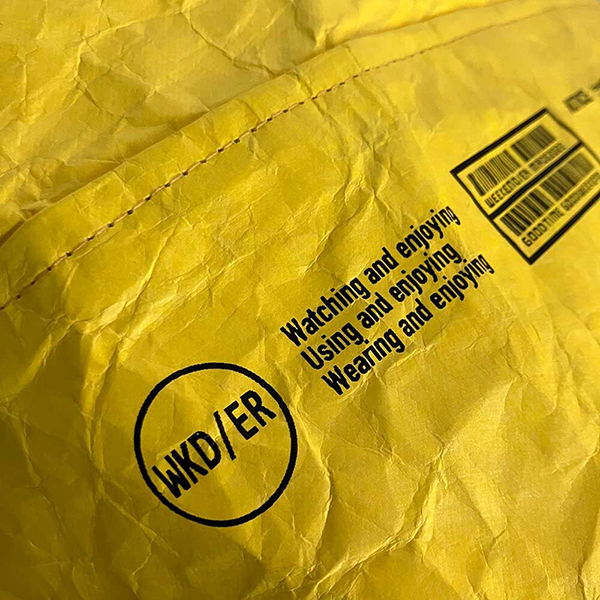 Watching and enjoying
Using and enjoying
Wearing and enjoying
WKD/ER
WEEKENDER
GOODTIME